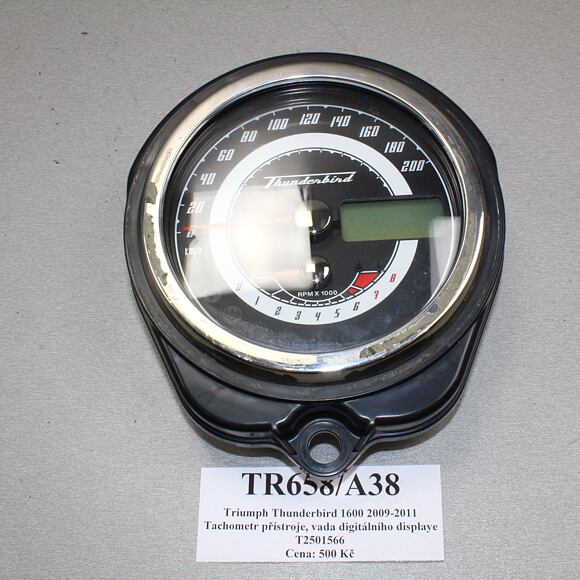 0 20 40 60 80 100 120 140 160 180 200
km/h
Thunderbird
RPM X 1000
0 1 2 3 4 5 6 7 8
TR658/A38
Triumph Thunderbird 1600 2009-2011
Tachometr přístroje, vada digitálního displaye
T2501566
Cena: 500 Kč